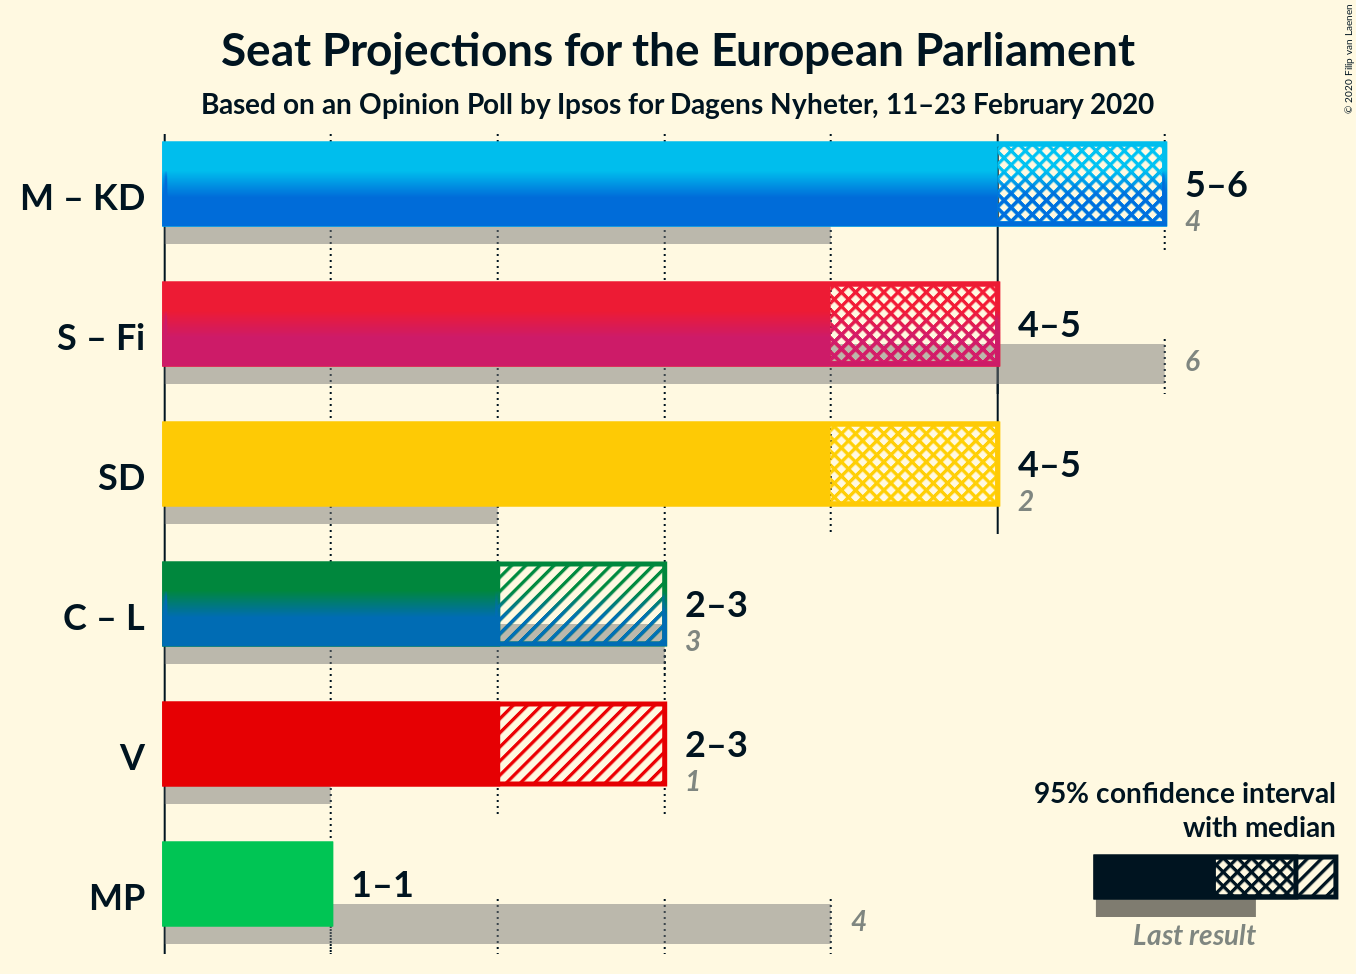 Seat Projections for the European Parliament
Based on an Opinion Poll by Ipsos for Dagens Nyheter, 11–23 February 2020
© 2020 Filip van Laenen
M – KD
5–6
4
S – Fi
4–5
6
SD
4–5
2
C – L
2–3
3
V
2–3
1
MP
1–1
4
95% confidence interval
with median
Last result